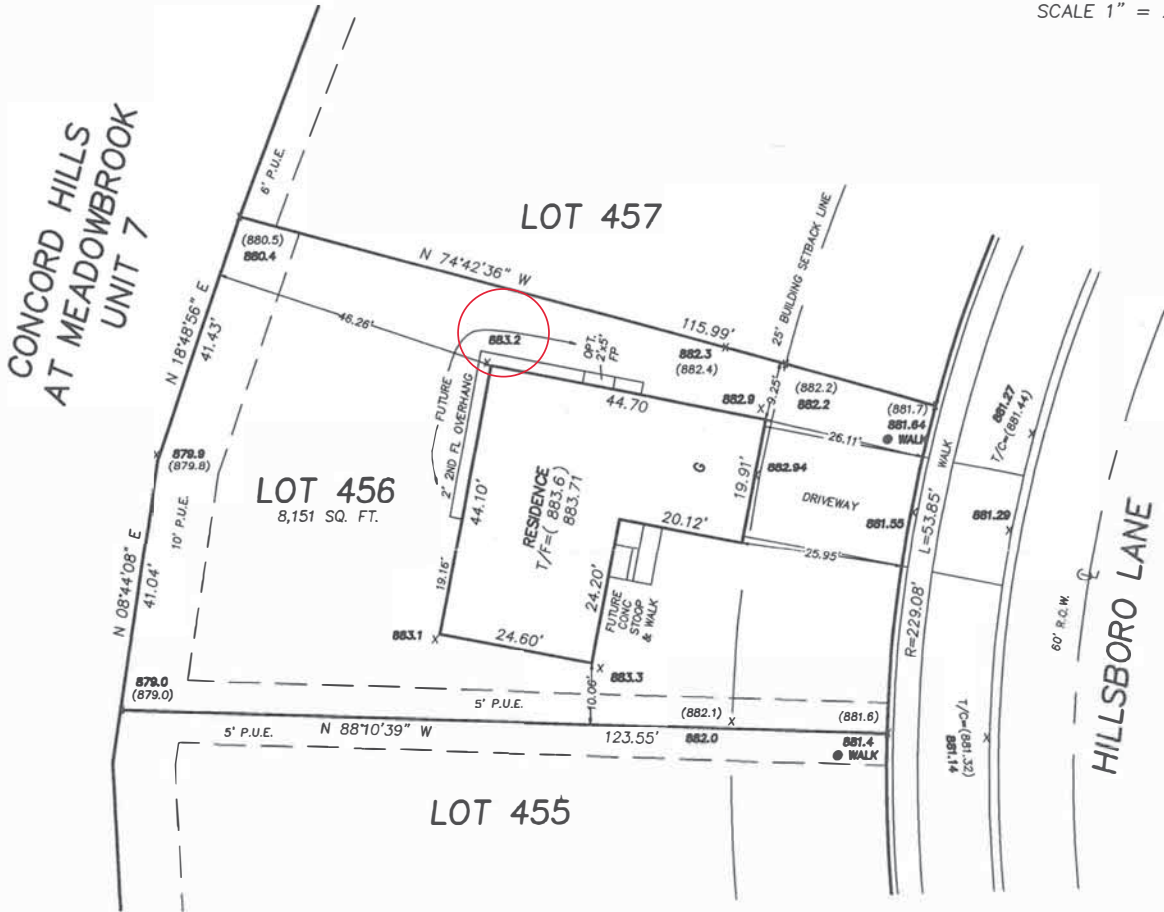 SCALE 1" =
CONCORD HILLS
AT MEADOWBROOK
UNIT 7
6' P.U.E.
LOT 457
25' BUILDING SETBACK LINE
(880.5)
880.4
N 74°42'36" W
115.99'
N 18°48'56" E
41.43'
46.26'
883.2
OPT.
2'x5'
FP
882.3
(882.4)
(882.2)
882.2
9.25'
(881.7)
881.64
@ WALK
881.27
T/C=(881.44)
FUTURE
2' 2ND FL OVERHANG
44.70
882.9
26.11'
WALK
879.9
(879.8)
LOT 456
8,151 SQ. FT.
10' P.U.E.
44.10'
RESIDENCE
T/F=( 883.6)
883.71
G
19.91'
882.94
DRIVEWAY
881.55
L=53.85'
881.29
20.12'
25.95'
N 08°44'08" E
41.04'
19.16'
24.20'
FUTURE
CONC
STOOP
& WALK
R=229.08'
60' R.O.W.
HILLSBORO LANE
883.1
24.60'
883.3
10.06'
879.0
(879.0)
5' P.U.E.
(882.1)
(881.6)
5' P.U.E.
N 88°10'39" W
123.55'
882.0
881.4
@ WALK
T/C=(881.32)
881.14
LOT 455